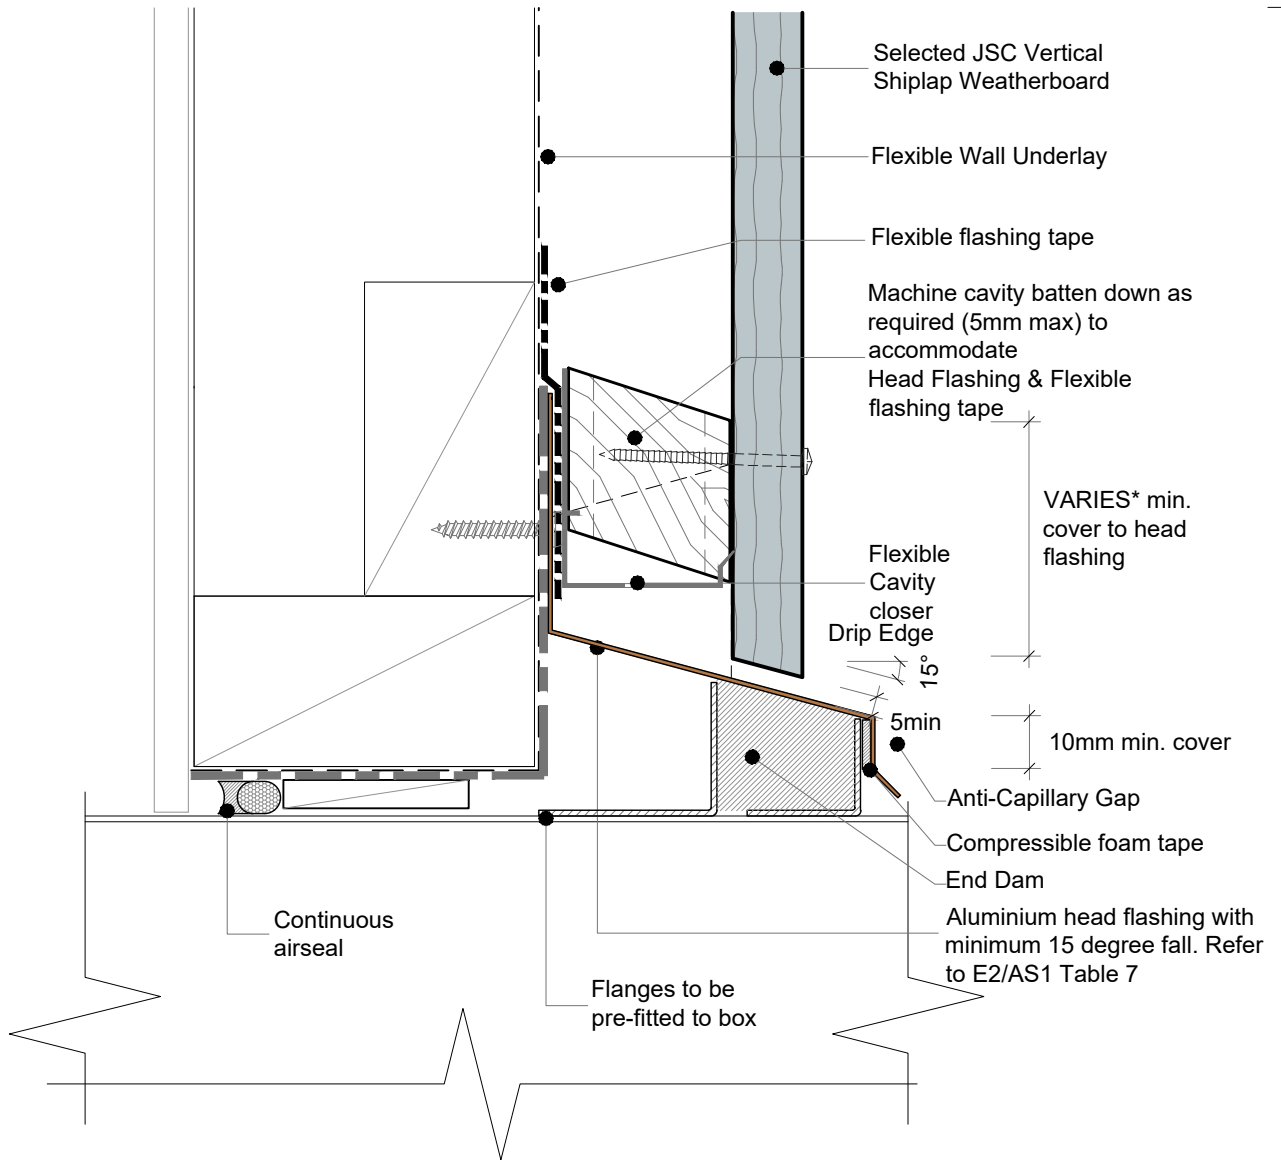 Selected JSC Vertical
Shiplap Weatherboard
Flexible Wall Underlay
Flexible flashing tape
Machine cavity batten down as
required (5mm max) to
accommodate
Head Flashing & Flexible
flashing tape
VARIES* min.
cover to head
flashing
Flexible
Cavity
closer
Drip Edge
15°
5min
10mm min. cover
Anti-Capillary Gap
Compressible foam tape
End Dam
Aluminium head flashing with
minimum 15 degree fall. Refer
to E2/AS1 Table 7
Continuous
airseal
Flanges to be
pre-fitted to box